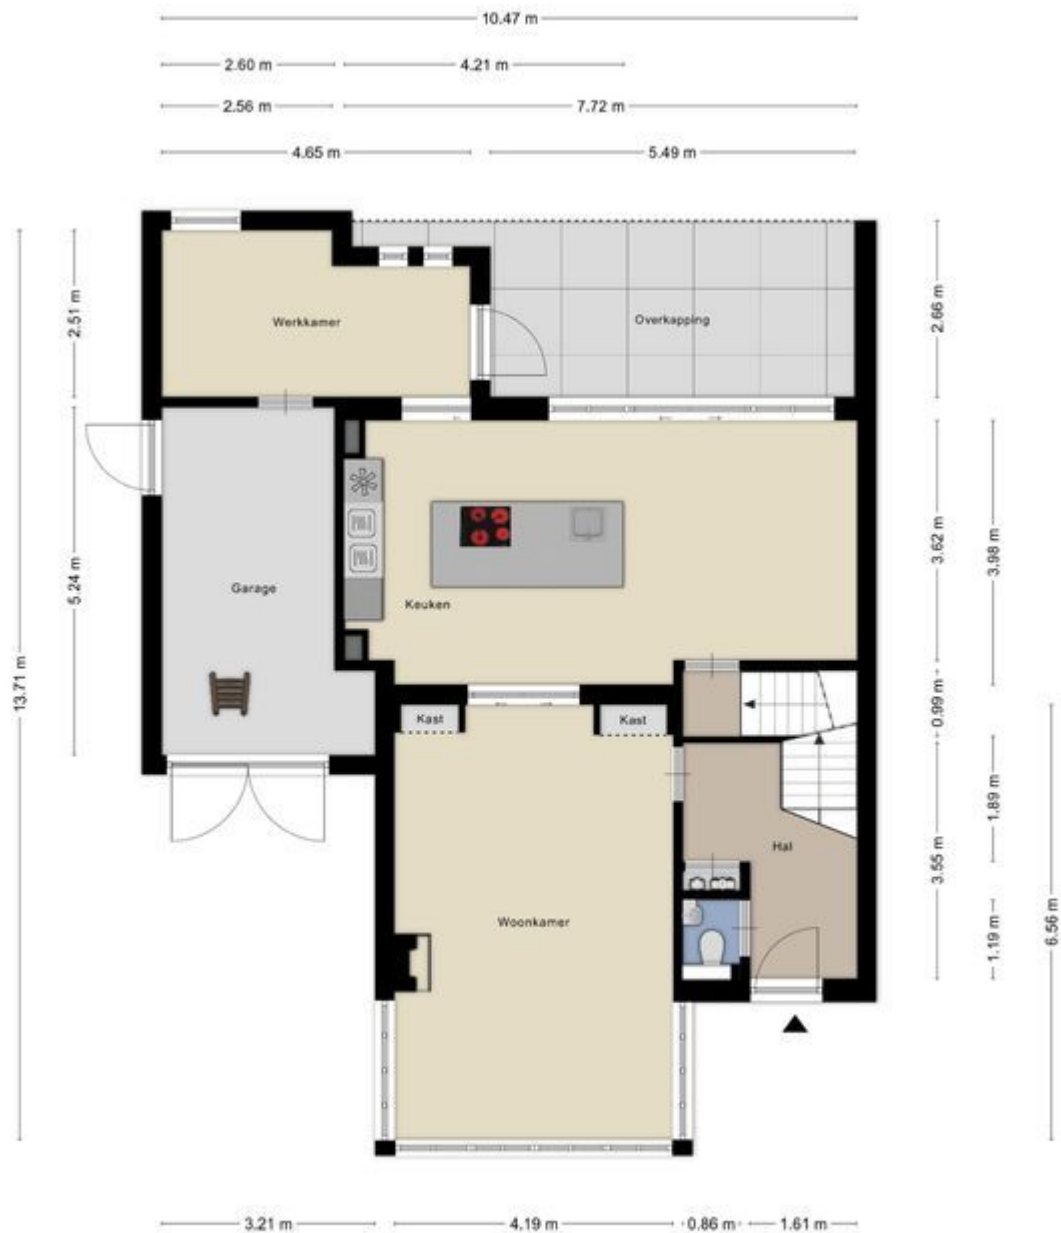 10.47 m
2.60 m 4.21 m
2.56 m 7.72 m
4.65 m 5.49 m
2.51 m
Werkkamer
Overkapping
2.66 m
5.24 m
Garage
Keuken
3.62 m
3.98 m
13.71 m
Kast
Kast
0.99 m
1.89 m
Hal
3.55 m
Woonkamer
1.19 m
6.56 m
3.21 m 4.19 m 0.86 m 1.61 m